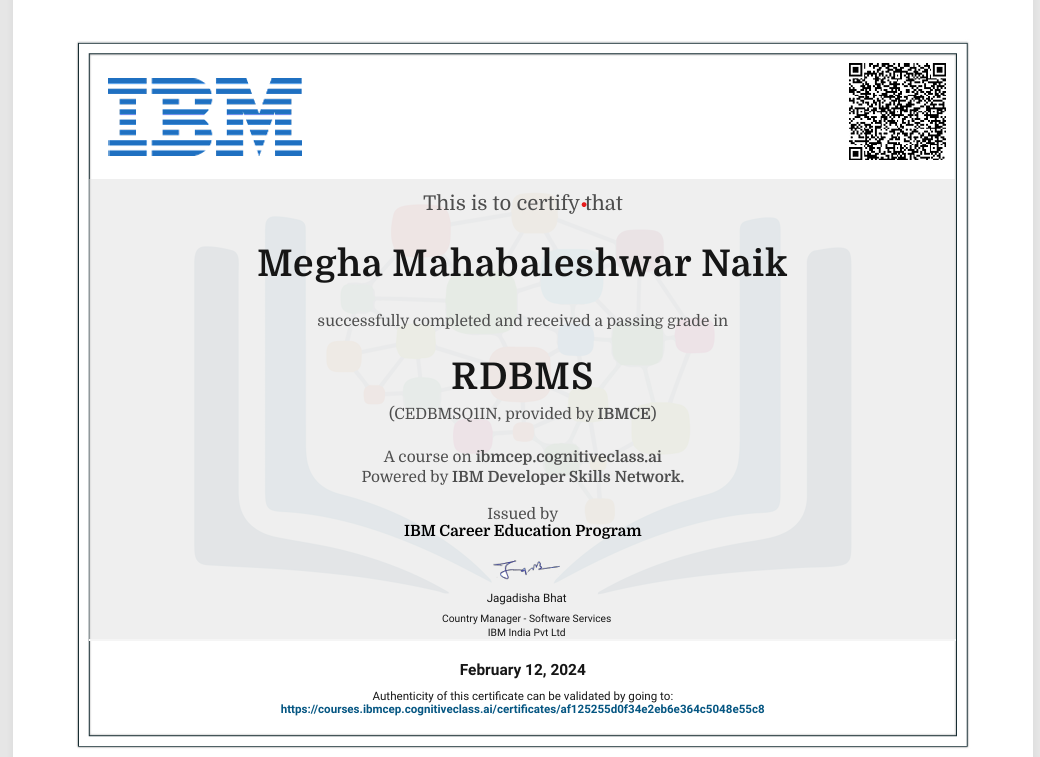 IBM
This is to certify that
Megha Mahabaleshwar Naik
successfully completed and received a passing grade in
RDBMS
(CEDBMSQ1IN, provided by IBMCE)
A course on ibmcep.cognitiveclass.ai
Powered by IBM Developer Skills Network.
Issued by
IBM Career Education Program
Jagadisha Bhat
Country Manager - Software Services
IBM India Pvt Ltd
February 12, 2024
Authenticity of this certificate can be validated by going to:
https://courses.ibmcep.cognitiveclass.ai/certificates/af125255d0f34e2eb6e364c5048e55c8